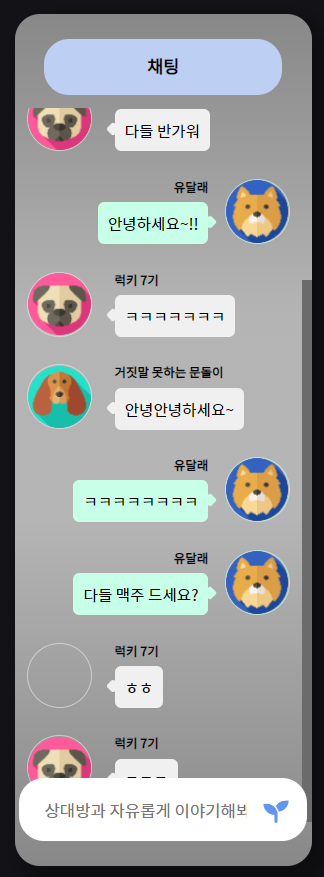 채팅
다들 반가워
유달래
안녕하세요~!!
럭키 7기
ㅋㅋㅋㅋㅋㅋㅋ
거짓말 못하는 문돌이
안녕안녕하세요~
유달래
ㅋㅋㅋㅋㅋㅋㅋㅋ
유달래
다들 맥주 드세요?
럭키 7기
ㅎㅎ
럭키 7기
상대방과 자유롭게 이야기해보